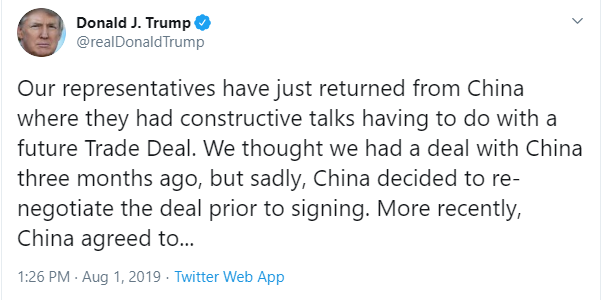 Donald J. Trump
@realDonaldTrump
Our representatives have just returned from China
where they had constructive talks having to do with a
future Trade Deal. We thought we had a deal with China
three months ago, but sadly, China decided to re-
negotiate the deal prior to signing. More recently,
China agreed to...
1:26 PM · Aug 1, 2019 · Twitter Web App